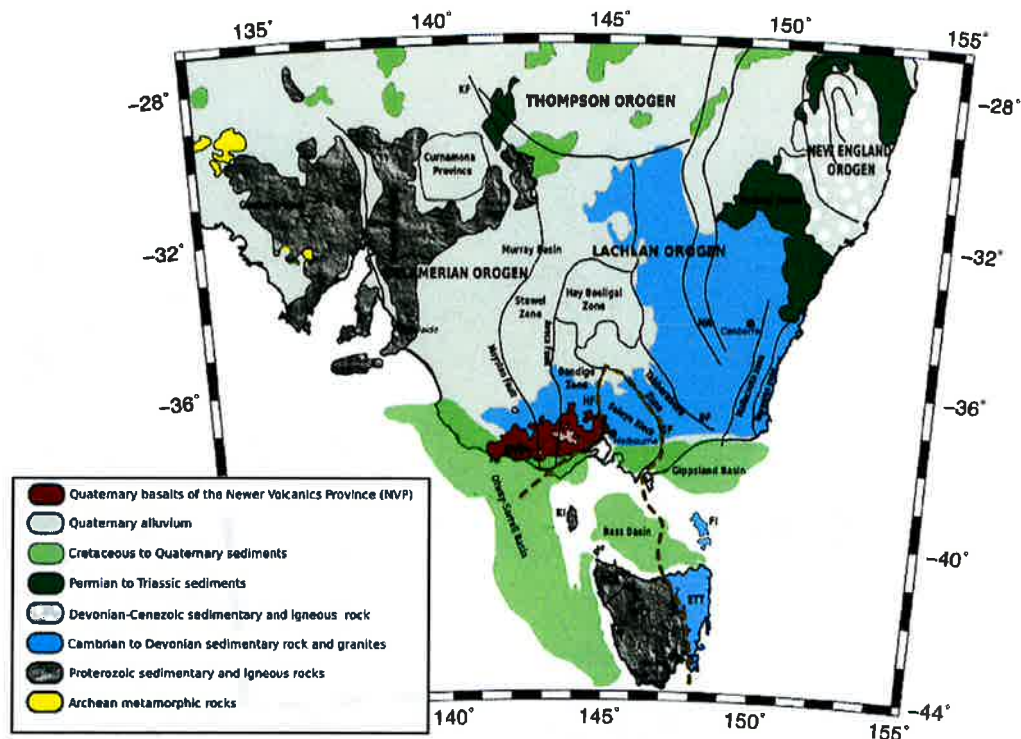 135°
140°
145°
150°
155°
-28°
-28°
KF
THOMPSON OROGEN
NEW ENGLAND
OROGEN
Curnamona
Province
-32°
-32°
Murray Basin
LACHLAN OROGEN
OROGEN
Hay Booligal
Zone
Stawel
Zone
Canberra
Bendigo
Zone
-36°
-36°
HF
Melbourne
Gippsland Basin
Otway-Sorell Basin
KI
FI
Bass Basin
-40°
-40°
ETT
Quaternary basalts of the Newer Volcanics Province (NVP)
Quaternary alluvium
Cretaceous to Quaternary sediments
Permian to Triassic sediments
Devonian-Cenezoic sedimentary and igneous rock
Cambrian to Devonian sedimentary rock and granites
Proterozoic sedimentary and igneous rocks
Archean metamorphic rocks
140°
145°
150°
155°
-44°